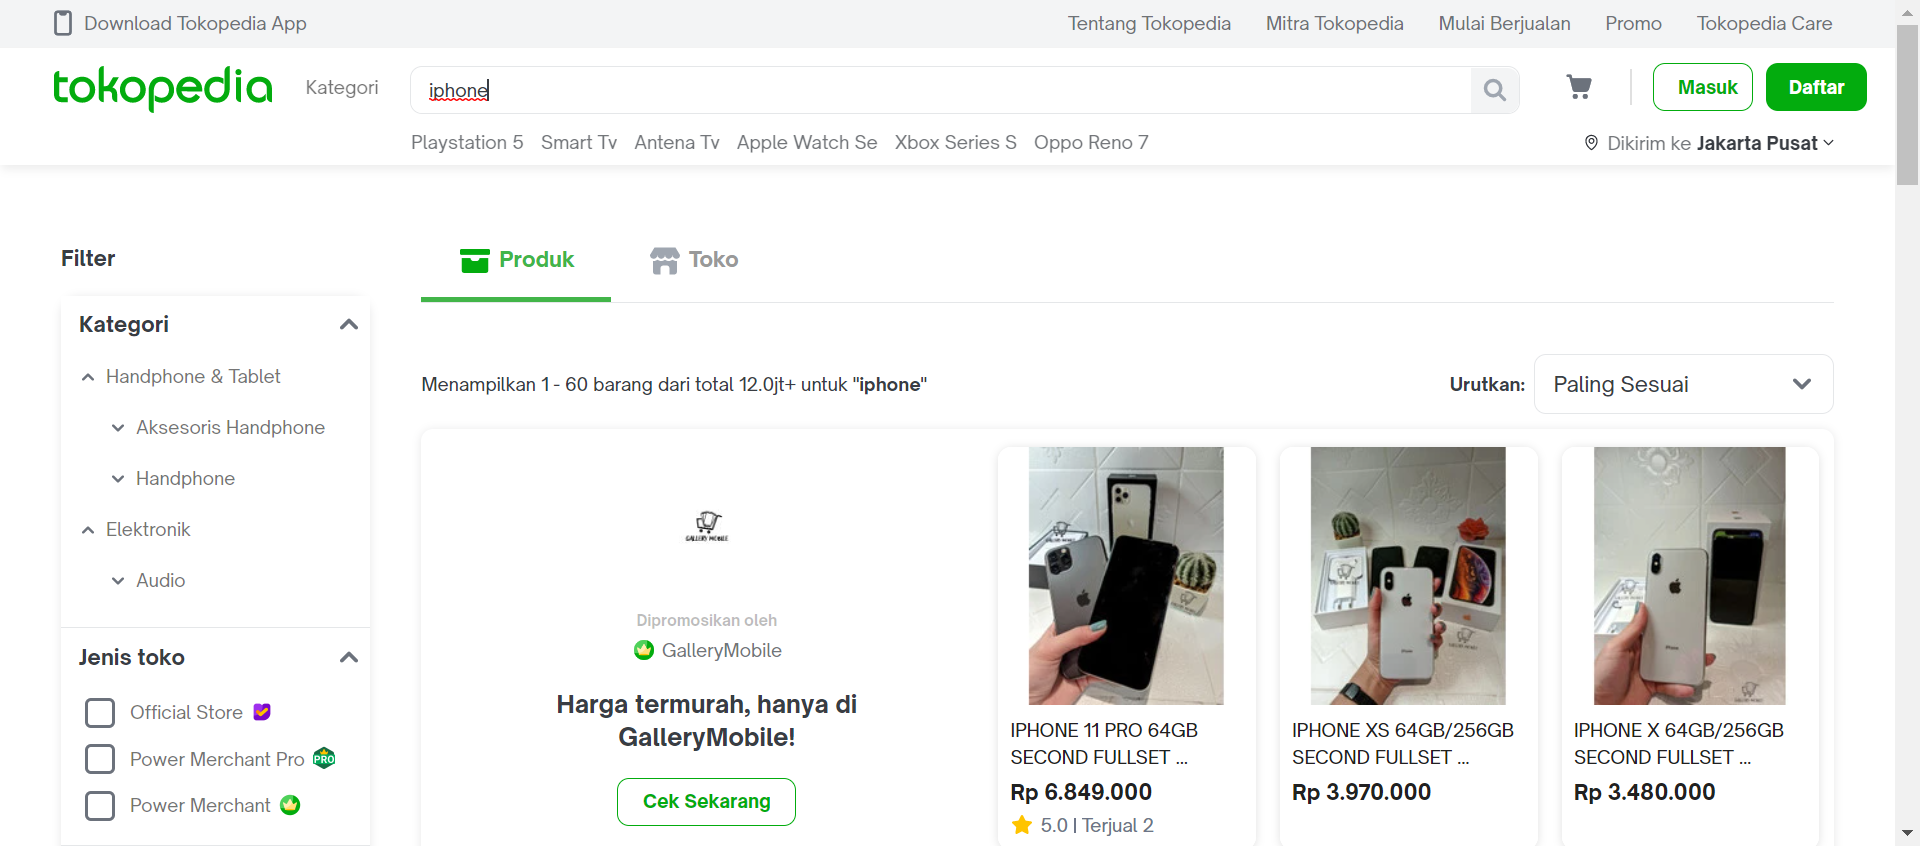 Download Tokopedia App
Tentang Tokopedia Mitra Tokopedia Mulai Berjualan Promo Tokopedia Care
tokopedia Kategori iphone Masuk Daftar
Playstation 5 Smart Tv Antena Tv Apple Watch Se Xbox Series S Oppo Reno 7
Dikirim ke Jakarta Pusat
Filter
Kategori
Handphone & Tablet
Aksesoris Handphone
Handphone
Elektronik
Audio
Jenis toko
Official Store
Power Merchant Pro PRO
Power Merchant
Produk Toko
Menampilkan 1 - 60 barang dari total 12.0jt+ untuk "iphone"
Urutkan: Paling Sesuai
GALLERY MOBILE
Dipromosikan oleh
GalleryMobile
Harga termurah, hanya di
GalleryMobile!
Cek Sekarang
IPHONE 11 PRO 64GB
SECOND FULLSET ...
Rp 6.849.000
5.0 | Terjual 2
IPHONE XS 64GB/256GB
SECOND FULLSET ...
Rp 3.970.000
IPHONE X 64GB/256GB
SECOND FULLSET ...
Rp 3.480.000